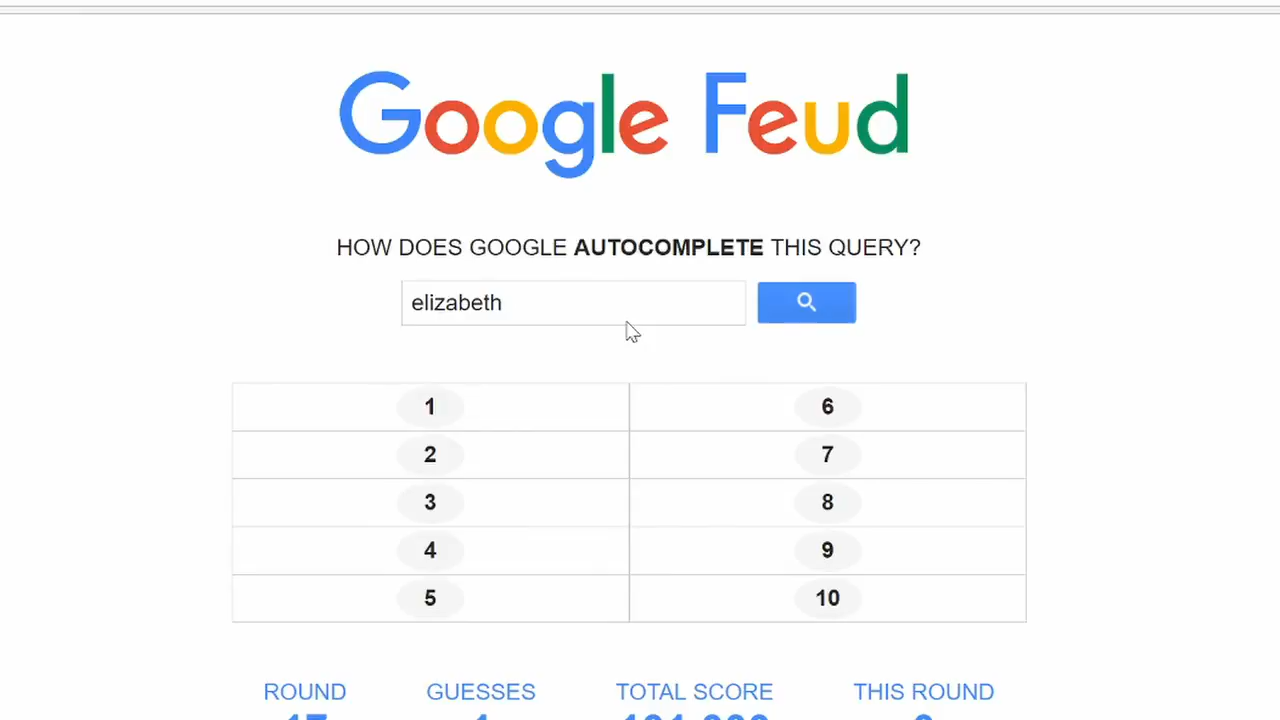 Google Feud
HOW DOES GOOGLE AUTOCOMPLETE THIS QUERY?
elizabeth
1 6
2 7
3 8
4 9
5 10
ROUND GUESSES TOTAL SCORE THIS ROUND